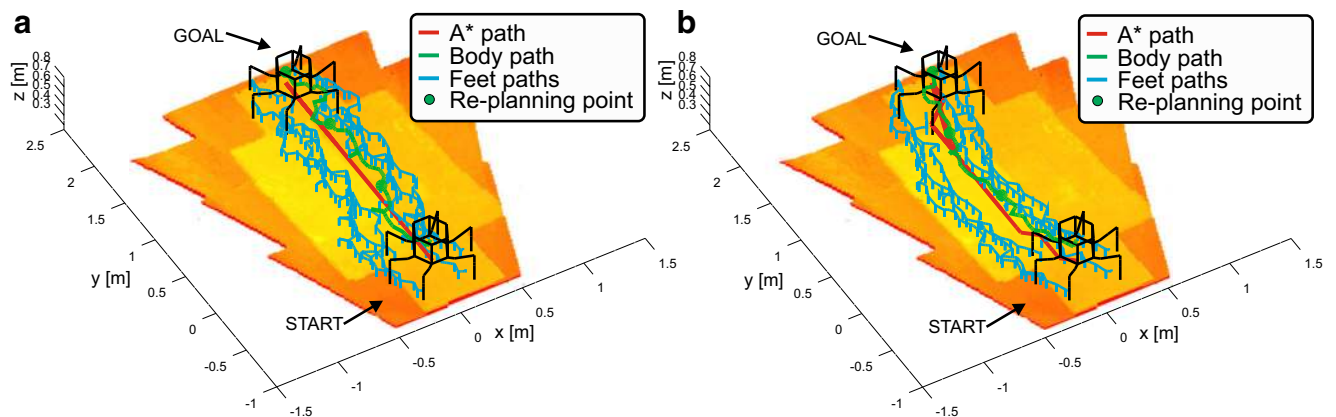 a
GOAL
A* path
Body path
Feet paths
Re-planning point
z [m]
0.8
0.7
0.6
0.5
0.4
0.3
2.5
2
1.5
1
0.5
0
-0.5
-1
y [m]
START
-1.5
-1
-0.5
0
0.5
1
1.5
x [m]
b
GOAL
A* path
Body path
Feet paths
Re-planning point
z [m]
0.8
0.7
0.6
0.5
0.4
0.3
2.5
2
1.5
1
0.5
0
-0.5
-1
y [m]
START
-1.5
-1
-0.5
0
0.5
1
1.5
x [m]